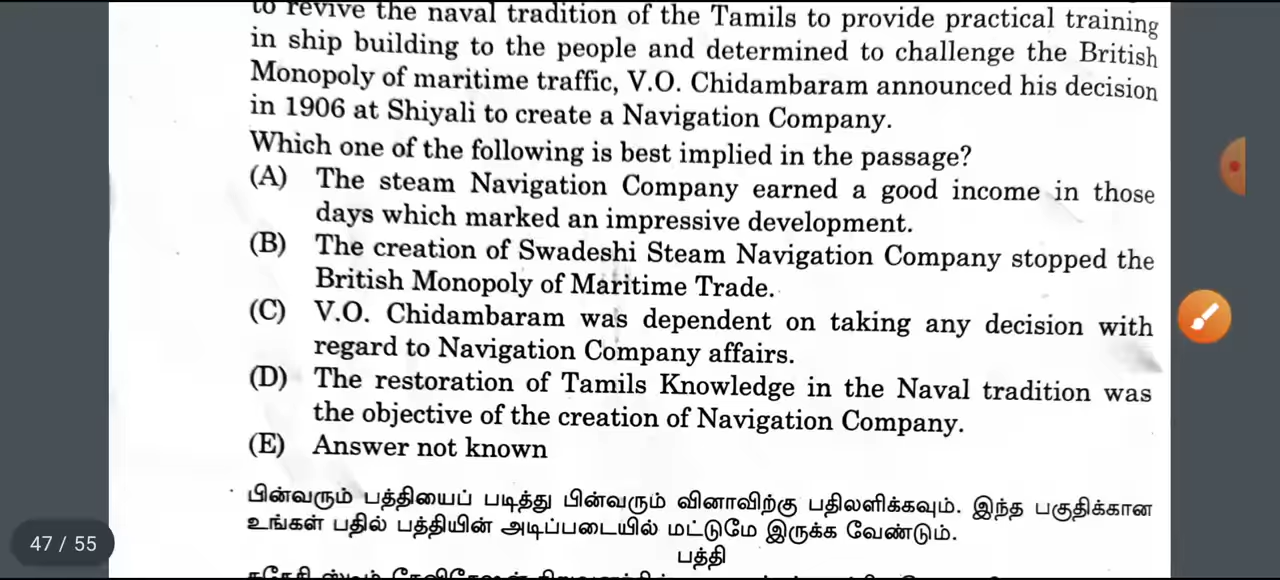 to revive the naval tradition of the Tamils to provide practical training
in ship building to the people and determined to challenge the British
Monopoly of maritime traffic, V.O. Chidambaram announced his decision
in 1906 at Shiyali to create a Navigation Company.
Which one of the following is best implied in the passage?
(A) The steam Navigation Company earned a good income in those
days which marked an impressive development.
(B) The creation of Swadeshi Steam Navigation Company stopped the
British Monopoly of Maritime Trade.
(C) V.O. Chidambaram was dependent on taking any decision with
regard to Navigation Company affairs.
(D) The restoration of Tamils Knowledge in the Naval tradition was
the objective of the creation of Navigation Company.
(E) Answer not known
பின்வரும் பத்தியைப் படித்து பின்வரும் வினாவிற்கு பதிலளிக்கவும். இந்த பகுதிக்கான
உங்கள் பதில் பத்தியின் அடிப்படையில் மட்டுமே இருக்க வேண்டும்.
பத்தி
47 / 55